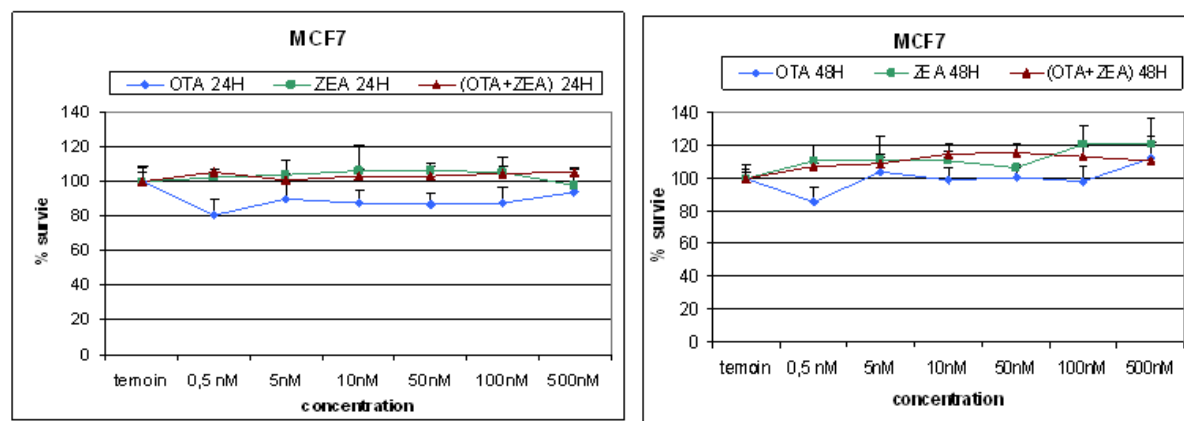 MCF7
OTA 24H ZEA 24H (OTA+ZEA) 24H
140
120
100
80
60
40
20
0
% survie
temoin 0,5 nM 5nM 10nM 50nM 100nM 500nM
concentration
MCF7
OTA 48H ZEA 48H (OTA+ZEA) 48H
140
120
100
80
60
40
20
0
% survie
temoin 0,5 nM 5nM 10nM 50nM 100nM 500nM
concentration